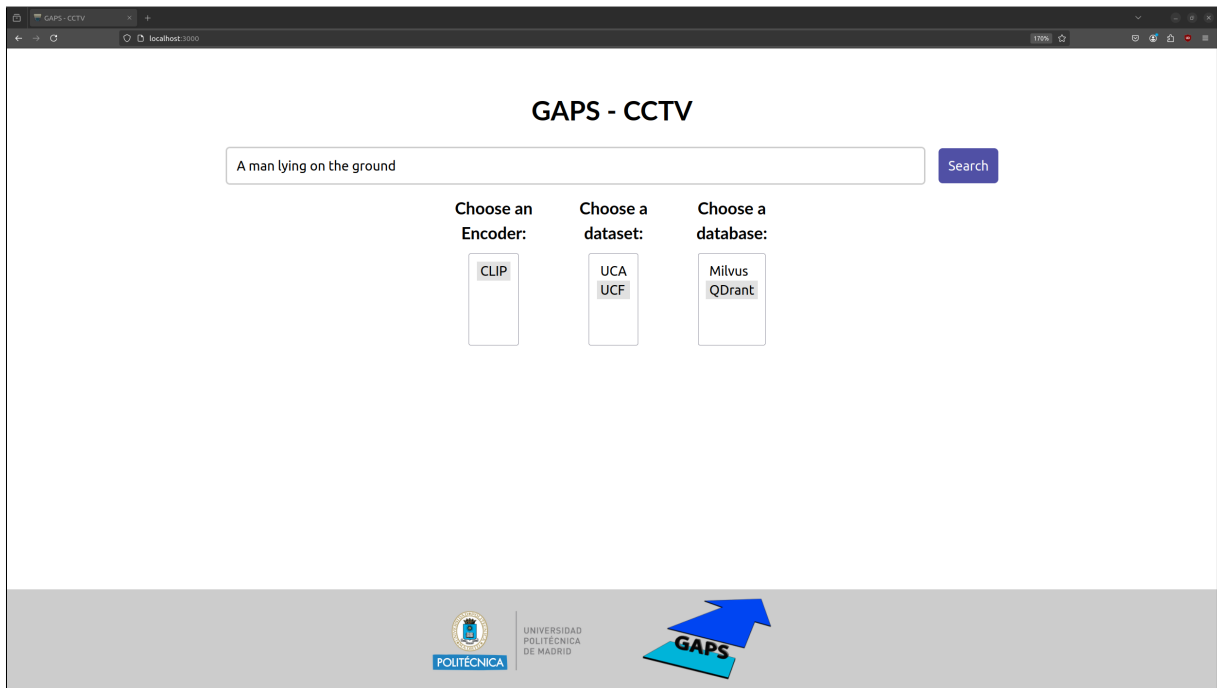 GAPS - CCTV
localhost:3000
170%
GAPS - CCTV
A man lying on the ground
Search
Choose an
Encoder:
Choose a
dataset:
Choose a
database:
CLIP
UCA
UCF
Milvus
QDrant
POLITÉCNICA
UNIVERSIDAD
POLITÉCNICA
DE MADRID
GAPS